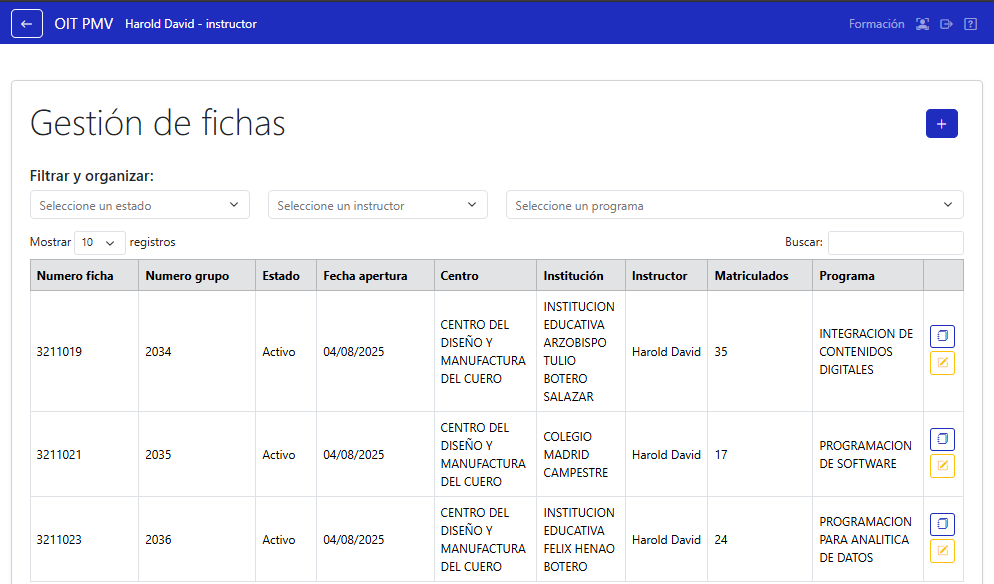 OIT PMV Harold David - instructor Formación
Gestión de fichas
+
Filtrar y organizar:
Seleccione un estado Seleccione un instructor Seleccione un programa
Mostrar 10 registros Buscar:
Numero ficha Numero grupo Estado Fecha apertura Centro Institución Instructor Matriculados Programa
3211019 2034 Activo 04/08/2025
CENTRO DEL
DISEÑO Y
MANUFACTURA
DEL CUERO
INSTITUCION
EDUCATIVA
ARZOBISPO
TULIO
BOTERO
SALAZAR
Harold David 35
INTEGRACION DE
CONTENIDOS
DIGITALES
3211021 2035 Activo 04/08/2025
CENTRO DEL
DISEÑO Y
MANUFACTURA
DEL CUERO
COLEGIO
MADRID
CAMPESTRE
Harold David 17
PROGRAMACION
DE SOFTWARE
3211023 2036 Activo 04/08/2025
CENTRO DEL
DISEÑO Y
MANUFACTURA
DEL CUERO
INSTITUCION
EDUCATIVA
FELIX HENAO
BOTERO
Harold David 24
PROGRAMACION
PARA ANALITICA
DE DATOS